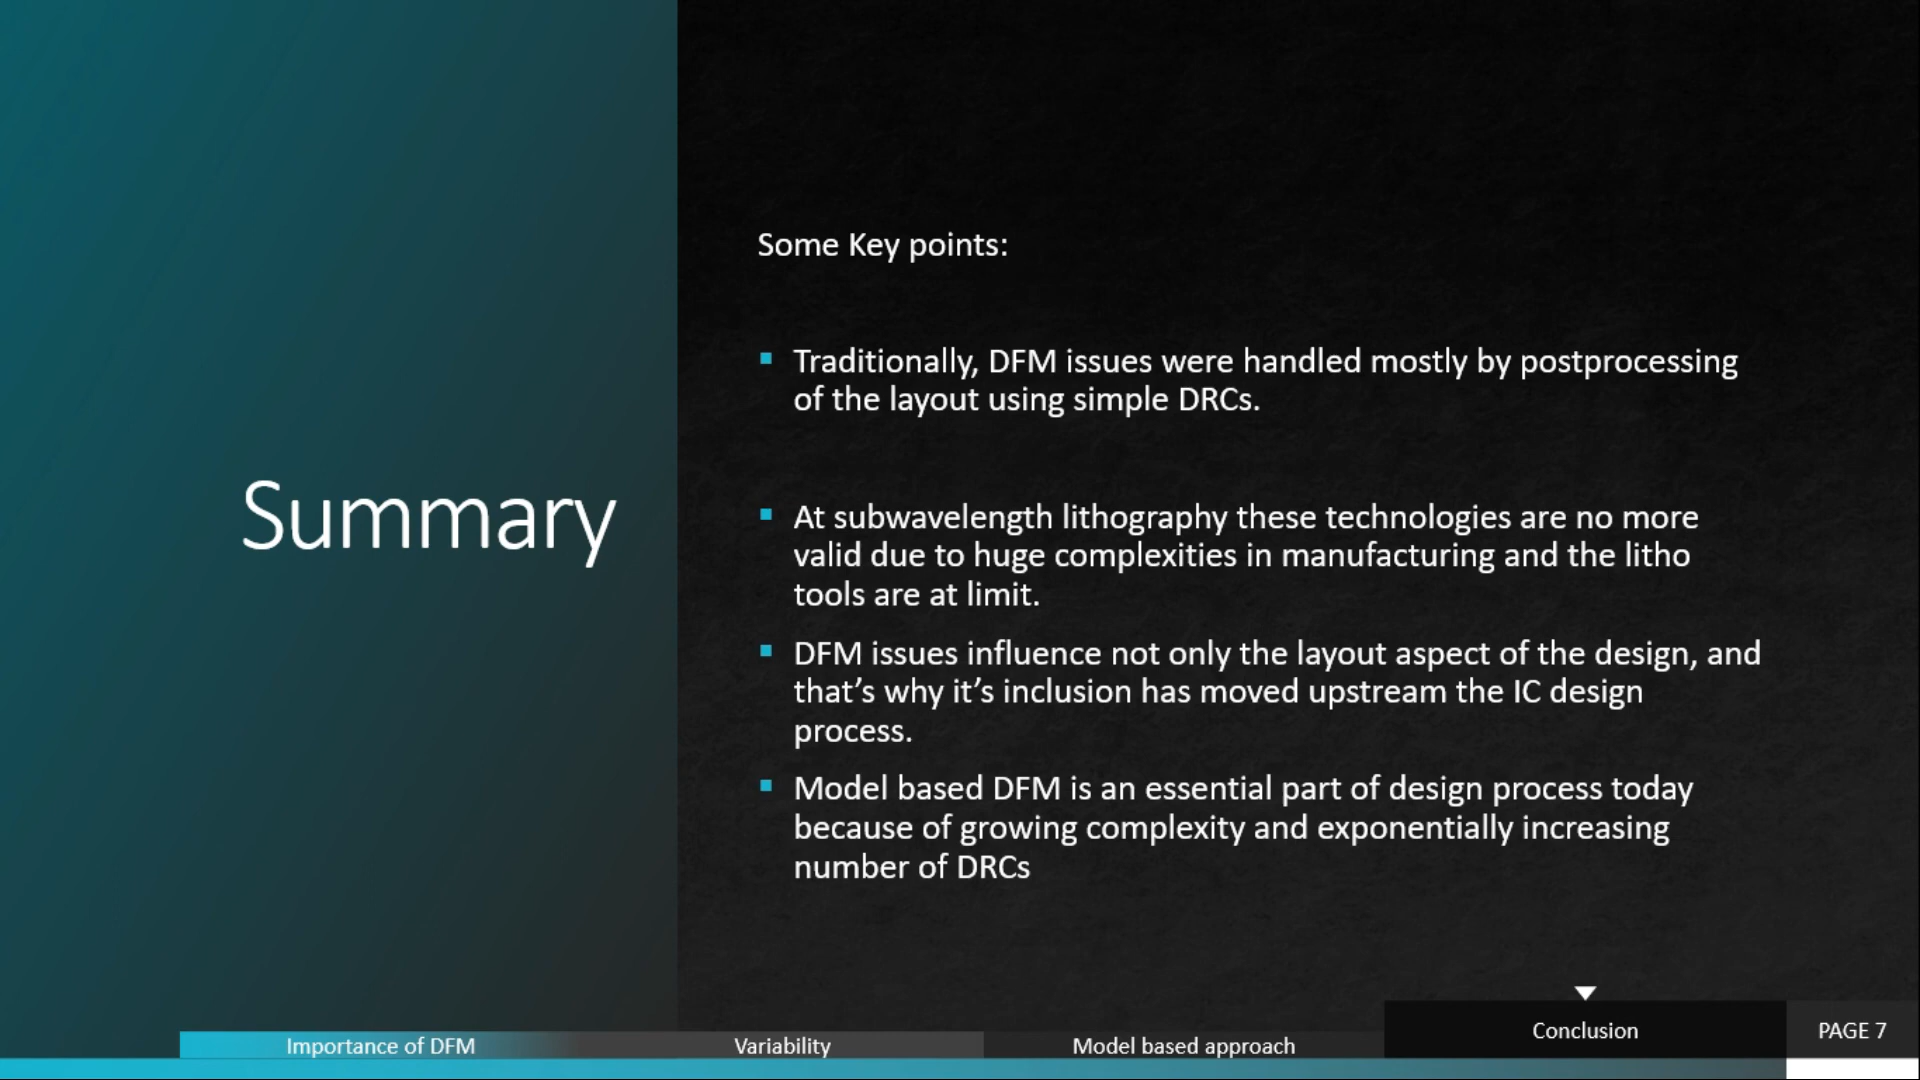 Summary
Some Key points:
Traditionally, DFM issues were handled mostly by postprocessing
of the layout using simple DRCs.
At subwavelength lithography these technologies are no more
valid due to huge complexities in manufacturing and the litho
tools are at limit.
DFM issues influence not only the layout aspect of the design, and
that’s why it’s inclusion has moved upstream the IC design
process.
Model based DFM is an essential part of design process today
because of growing complexity and exponentially increasing
number of DRCs
Importance of DFM
Variability
Model based approach
Conclusion
PAGE 7